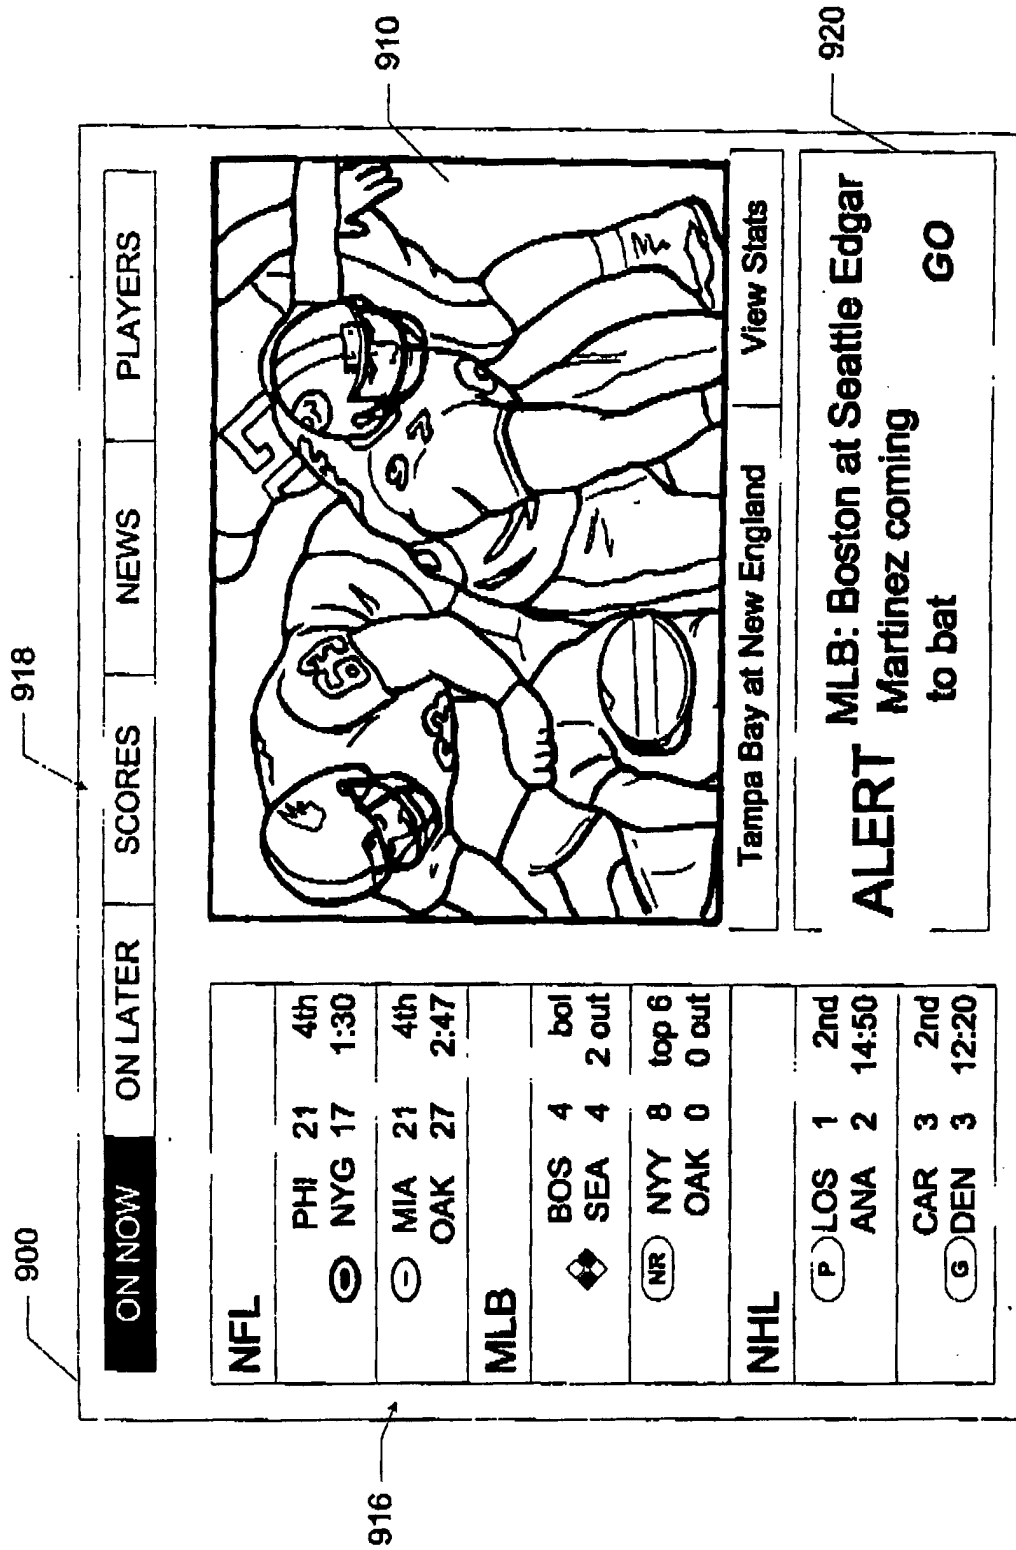 900
918
ON NOW
ON LATER
SCORES
NEWS
PLAYERS
916
NFL
PHI 21 4th
NYG 17 1:30
MIA 21 4th
OAK 27 2:47
MLB
BOS 4 bol
SEA 4 2 out
NR NYY 8 top 6
OAK 0 0 out
NHL
P LOS 1 2nd
ANA 2 14:50
CAR 3 2nd
G DEN 3 12:20
910
Tampa Bay at New England
View Stats
920
ALERT MLB: Boston at Seattle Edgar
Martinez coming
to bat
GO